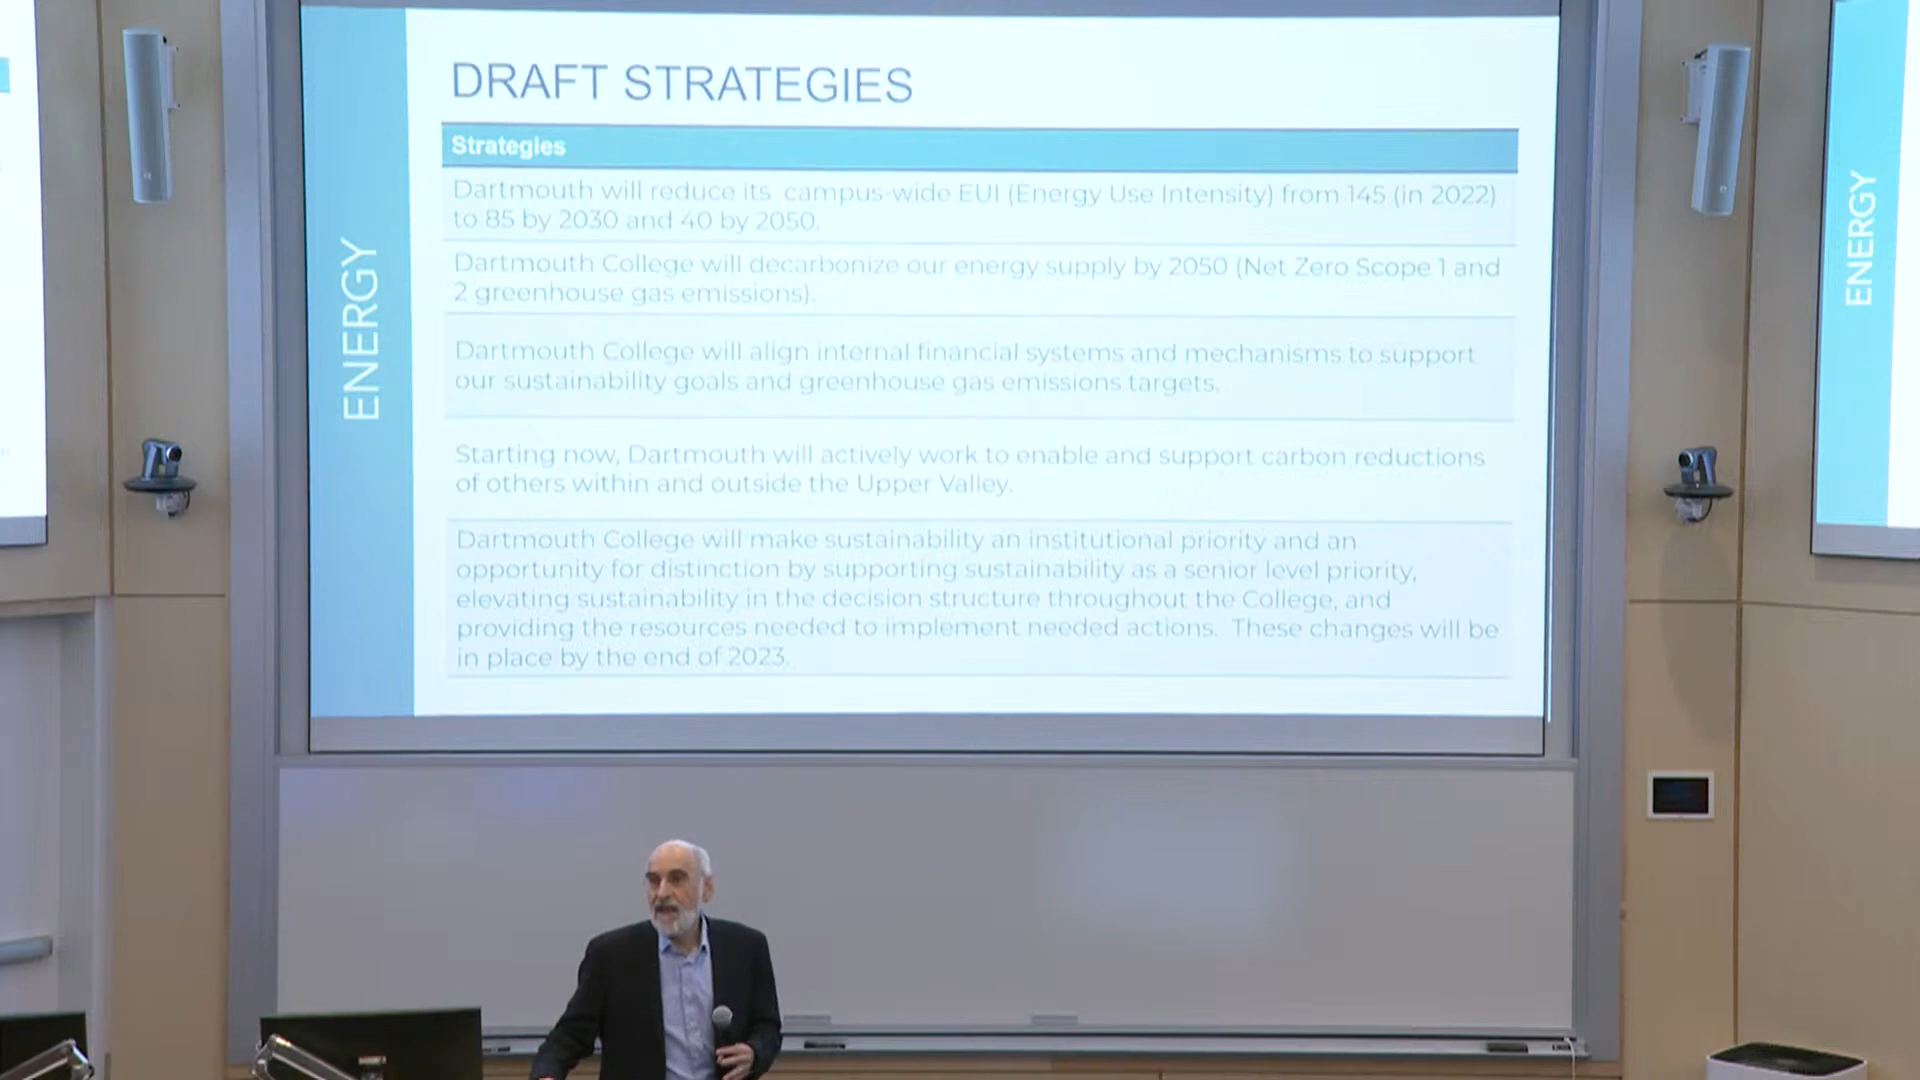 DRAFT STRATEGIES
Strategies
Dartmouth will reduce its campus-wide EUI (Energy Use Intensity) from 145 (in 2022)
to 85 by 2030 and 40 by 2050.
Dartmouth College will decarbonize our energy supply by 2050 (Net Zero Scope 1 and
2 greenhouse gas emissions).
Dartmouth College will align internal financial systems and mechanisms to support
our sustainability goals and greenhouse gas emissions targets.
Starting now, Dartmouth will actively work to enable and support carbon reductions
of others within and outside the Upper Valley.
Dartmouth College will make sustainability an institutional priority and an
opportunity for distinction by supporting sustainability as a senior level priority,
elevating sustainability in the decision structure throughout the College, and
providing the resources needed to implement needed actions. These changes will be
in place by the end of 2023.
ENERGY
ENERGY